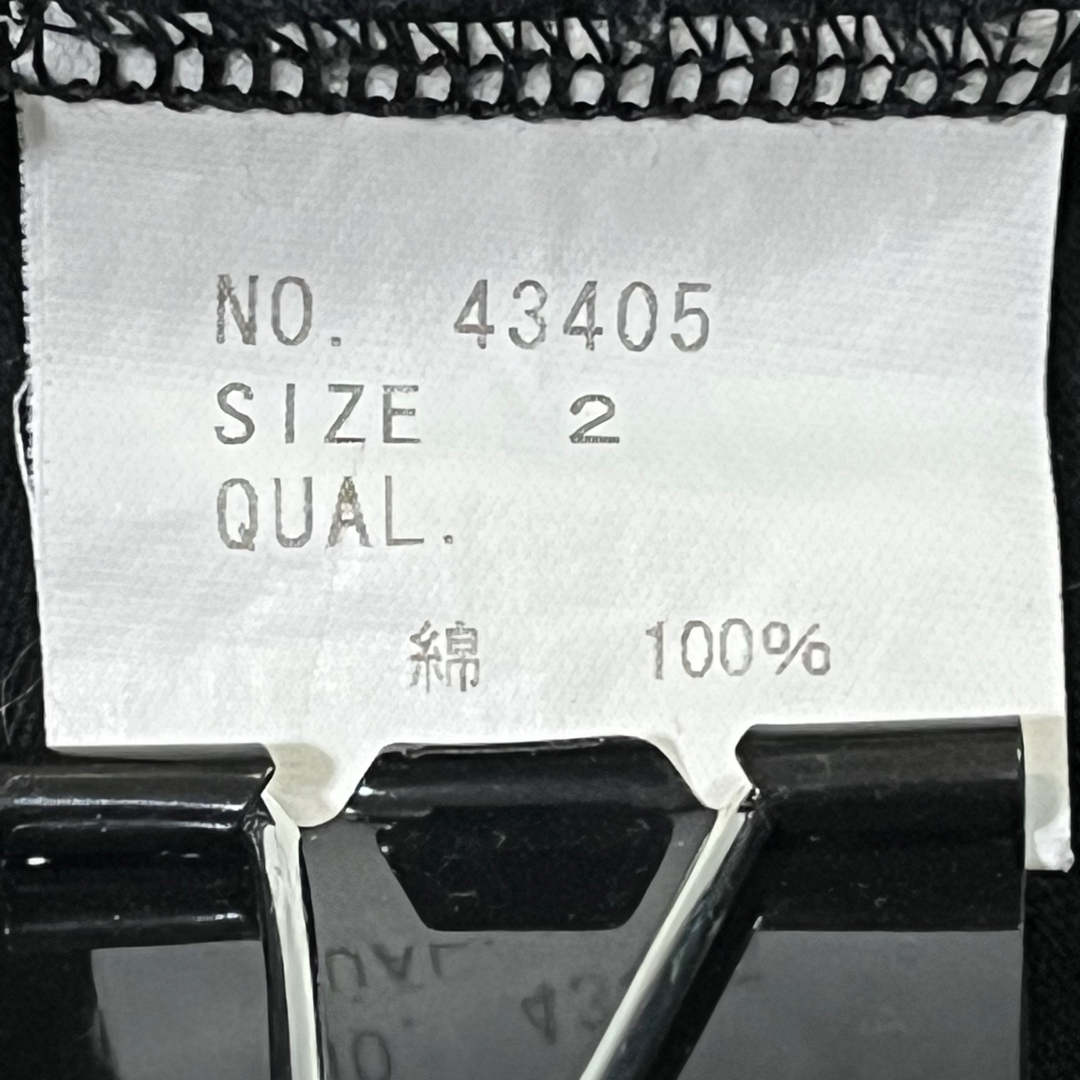 NO. 43405
SIZE 2
QUAL.
綿 100%